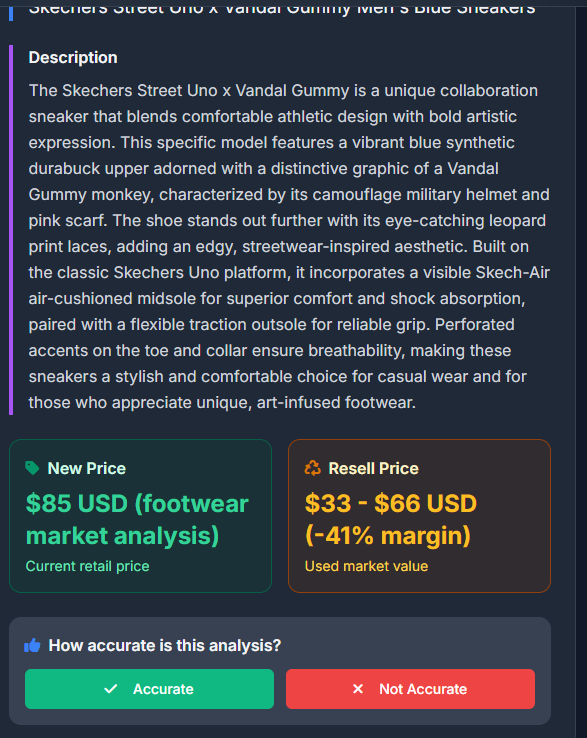 Skechers Street Uno x Vandal Gummy Men's Blue Sneakers
Description
The Skechers Street Uno x Vandal Gummy is a unique collaboration
sneaker that blends comfortable athletic design with bold artistic
expression. This specific model features a vibrant blue synthetic
durabuck upper adorned with a distinctive graphic of a Vandal
Gummy monkey, characterized by its camouflage military helmet and
pink scarf. The shoe stands out further with its eye-catching leopard
print laces, adding an edgy, streetwear-inspired aesthetic. Built on
the classic Skechers Uno platform, it incorporates a visible Skech-Air
air-cushioned midsole for superior comfort and shock absorption,
paired with a flexible traction outsole for reliable grip. Perforated
accents on the toe and collar ensure breathability, making these
sneakers a stylish and comfortable choice for casual wear and for
those who appreciate unique, art-infused footwear.
New Price
$85 USD (footwear
market analysis)
Current retail price
Resell Price
$33 - $66 USD
(-41% margin)
Used market value
How accurate is this analysis?
Accurate
Not Accurate